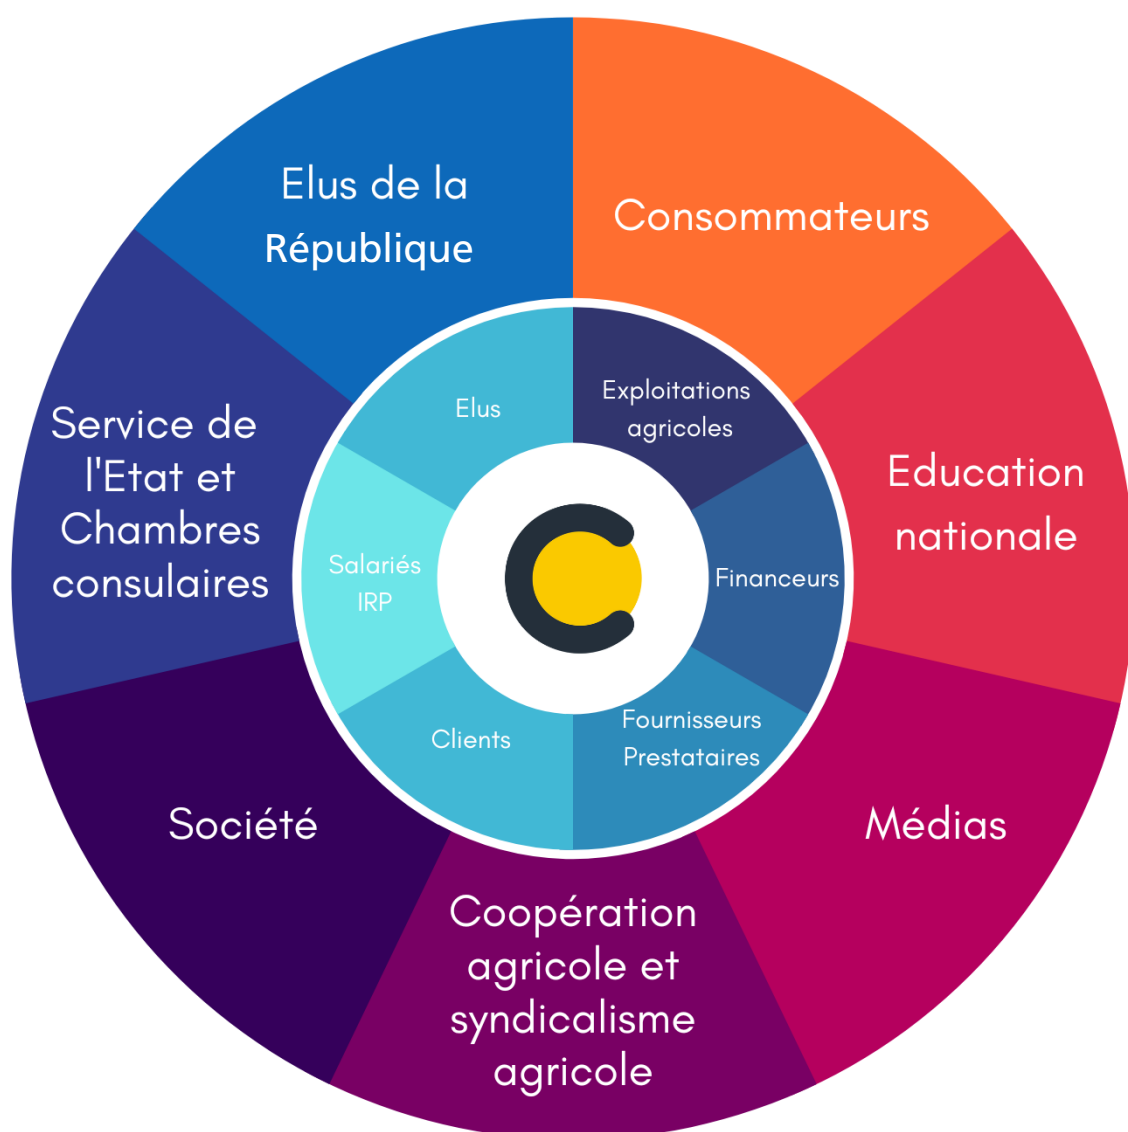 Elus de la
République
Consommateurs
Service de
l'Etat et
Chambres
consulaires
Education
nationale
Société
Médias
Coopération
agricole et
syndicalisme
agricole
Elus
Exploitations
agricoles
Salariés
IRP
Financeurs
Clients
Fournisseurs
Prestataires